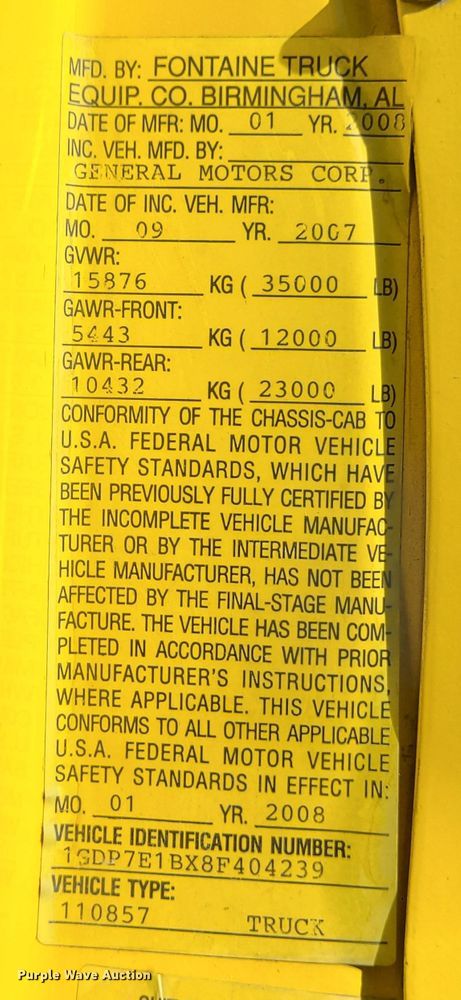 MFD. BY: FONTAINE TRUCK
EQUIP. CO. BIRMINGHAM, AL
DATE OF MFR: MO. 01 YR. 2008
INC. VEH. MFD. BY:
GENERAL MOTORS CORP.
DATE OF INC. VEH. MFR:
MO. 09 YR. 2007
GVWR:
15876 KG ( 35000 LB)
GAWR-FRONT:
5443 KG ( 12000 LB)
GAWR-REAR:
10432 KG ( 23000 LB)
CONFORMITY OF THE CHASSIS-CAB TO
U.S.A. FEDERAL MOTOR VEHICLE
SAFETY STANDARDS, WHICH HAVE
BEEN PREVIOUSLY FULLY CERTIFIED BY
THE INCOMPLETE VEHICLE MANUFAC-
TURER OR BY THE INTERMEDIATE VE-
HICLE MANUFACTURER, HAS NOT BEEN
AFFECTED BY THE FINAL-STAGE MANU-
FACTURE. THE VEHICLE HAS BEEN COM-
PLETED IN ACCORDANCE WITH PRIOR
MANUFACTURER'S INSTRUCTIONS,
WHERE APPLICABLE. THIS VEHICLE
CONFORMS TO ALL OTHER APPLICABLE
U.S.A. FEDERAL MOTOR VEHICLE
SAFETY STANDARDS IN EFFECT IN:
MO. 01 YR. 2008
VEHICLE IDENTIFICATION NUMBER:
1GDP7E1BX8F404239
VEHICLE TYPE:
110857 TRUCK
Purple Wave Auction